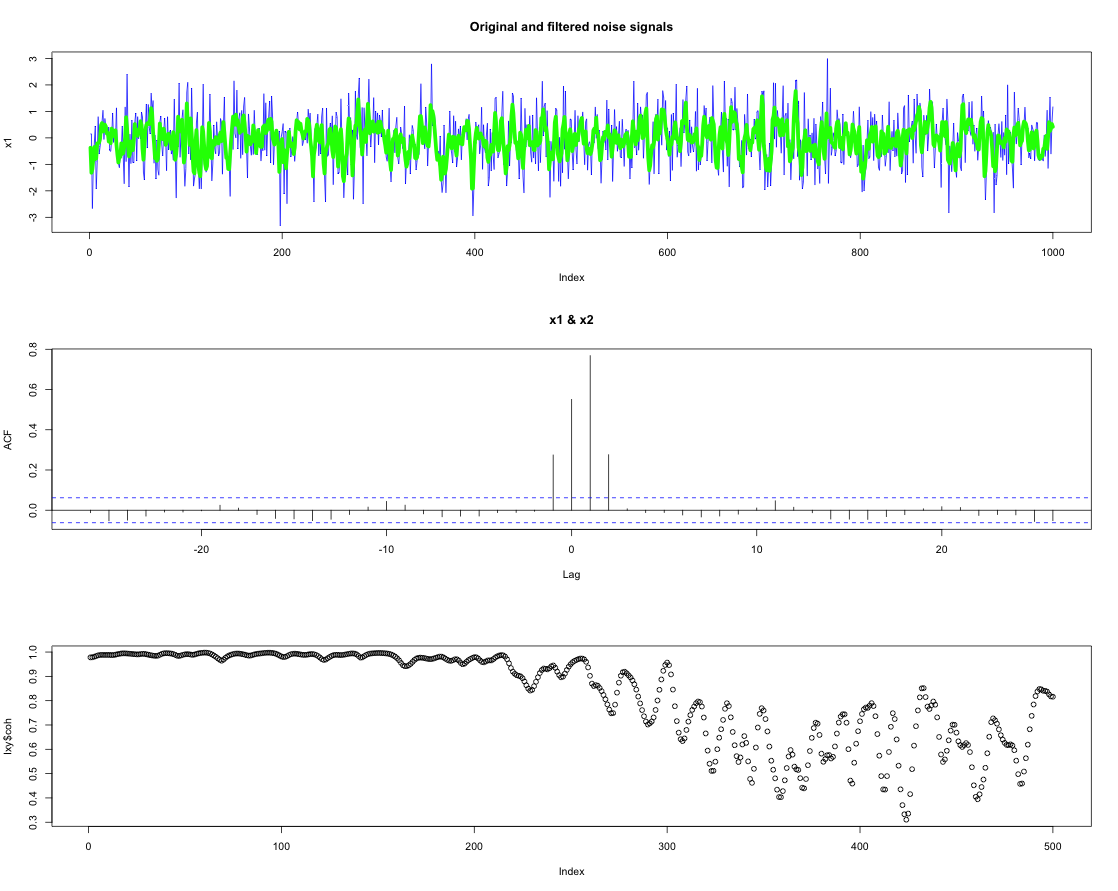 Original and filtered noise signals
x1
3
2
1
0
-1
-2
-3
0 200 400 600 800 1000
Index
x1 & x2
ACF
0.8
0.6
0.4
0.2
0.0
-20 -10 0 10 20
Lag
Ixy$coh
1.0
0.9
0.8
0.7
0.6
0.5
0.4
0.3
0 100 200 300 400 500
Index